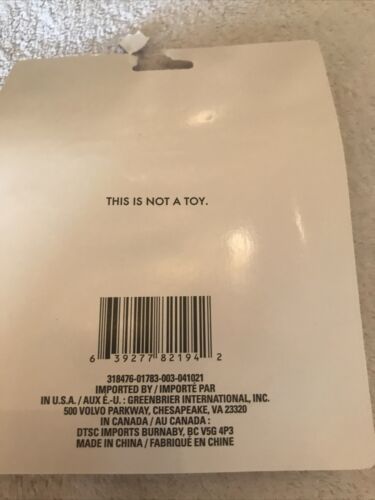 THIS IS NOT A TOY.
6 39277 82194 2
318476-01783-003-041021
IMPORTED BY / IMPORTÉ PAR
IN U.S.A. / AUX É.-U. : GREENBRIER INTERNATIONAL, INC.
500 VOLVO PARKWAY, CHESAPEAKE, VA 23320
IN CANADA / AU CANADA :
DTSC IMPORTS BURNABY, BC V5G 4P3
MADE IN CHINA / FABRIQUÉ EN CHINE